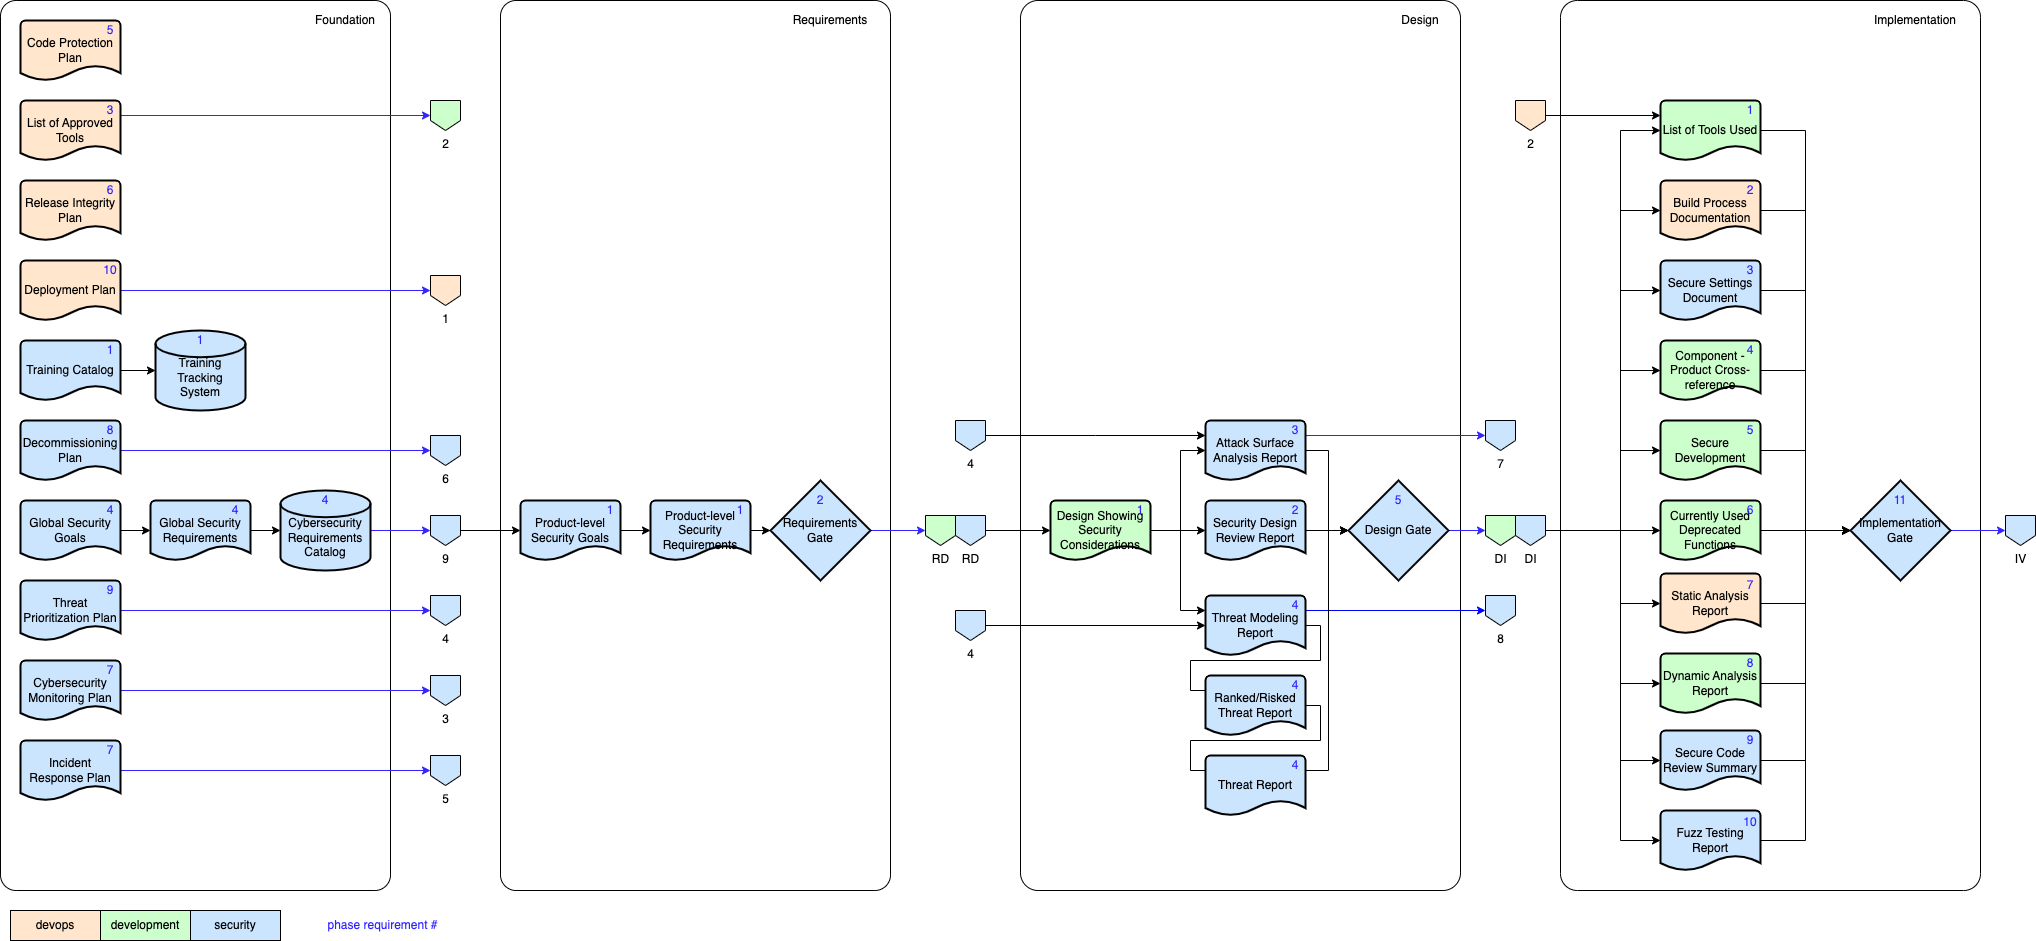 Foundation
5
Code Protection
Plan
3
List of Approved
Tools
2
6
Release Integrity
Plan
10
Deployment Plan
1
1
Training Catalog
1
Training
Tracking
System
8
Decommissioning
Plan
6
4
Global Security
Goals
4
Global Security
Requirements
4
Cybersecurity
Requirements
Catalog
9
9
Threat
Prioritization Plan
4
7
Cybersecurity
Monitoring Plan
3
7
Incident
Response Plan
5
Requirements
1
Product-level
Security Goals
1
Product-level
Security
Requirements
2
Requirements
Gate
RD
RD
Design
4
4
1
Design Showing
Security
Considerations
3
Attack Surface
Analysis Report
2
Security Design
Review Report
4
Threat Modeling
Report
4
Ranked/Risked
Threat Report
4
Threat Report
5
Design Gate
7
DI
DI
8
Implementation
2
1
List of Tools Used
2
Build Process
Documentation
3
Secure Settings
Document
4
Component -
Product Cross-
reference
5
Secure
Development
6
Currently Used
Deprecated
Functions
7
Static Analysis
Report
8
Dynamic Analysis
Report
9
Secure Code
Review Summary
10
Fuzz Testing
Report
11
Implementation
Gate
IV
devops
development
security
phase requirement #